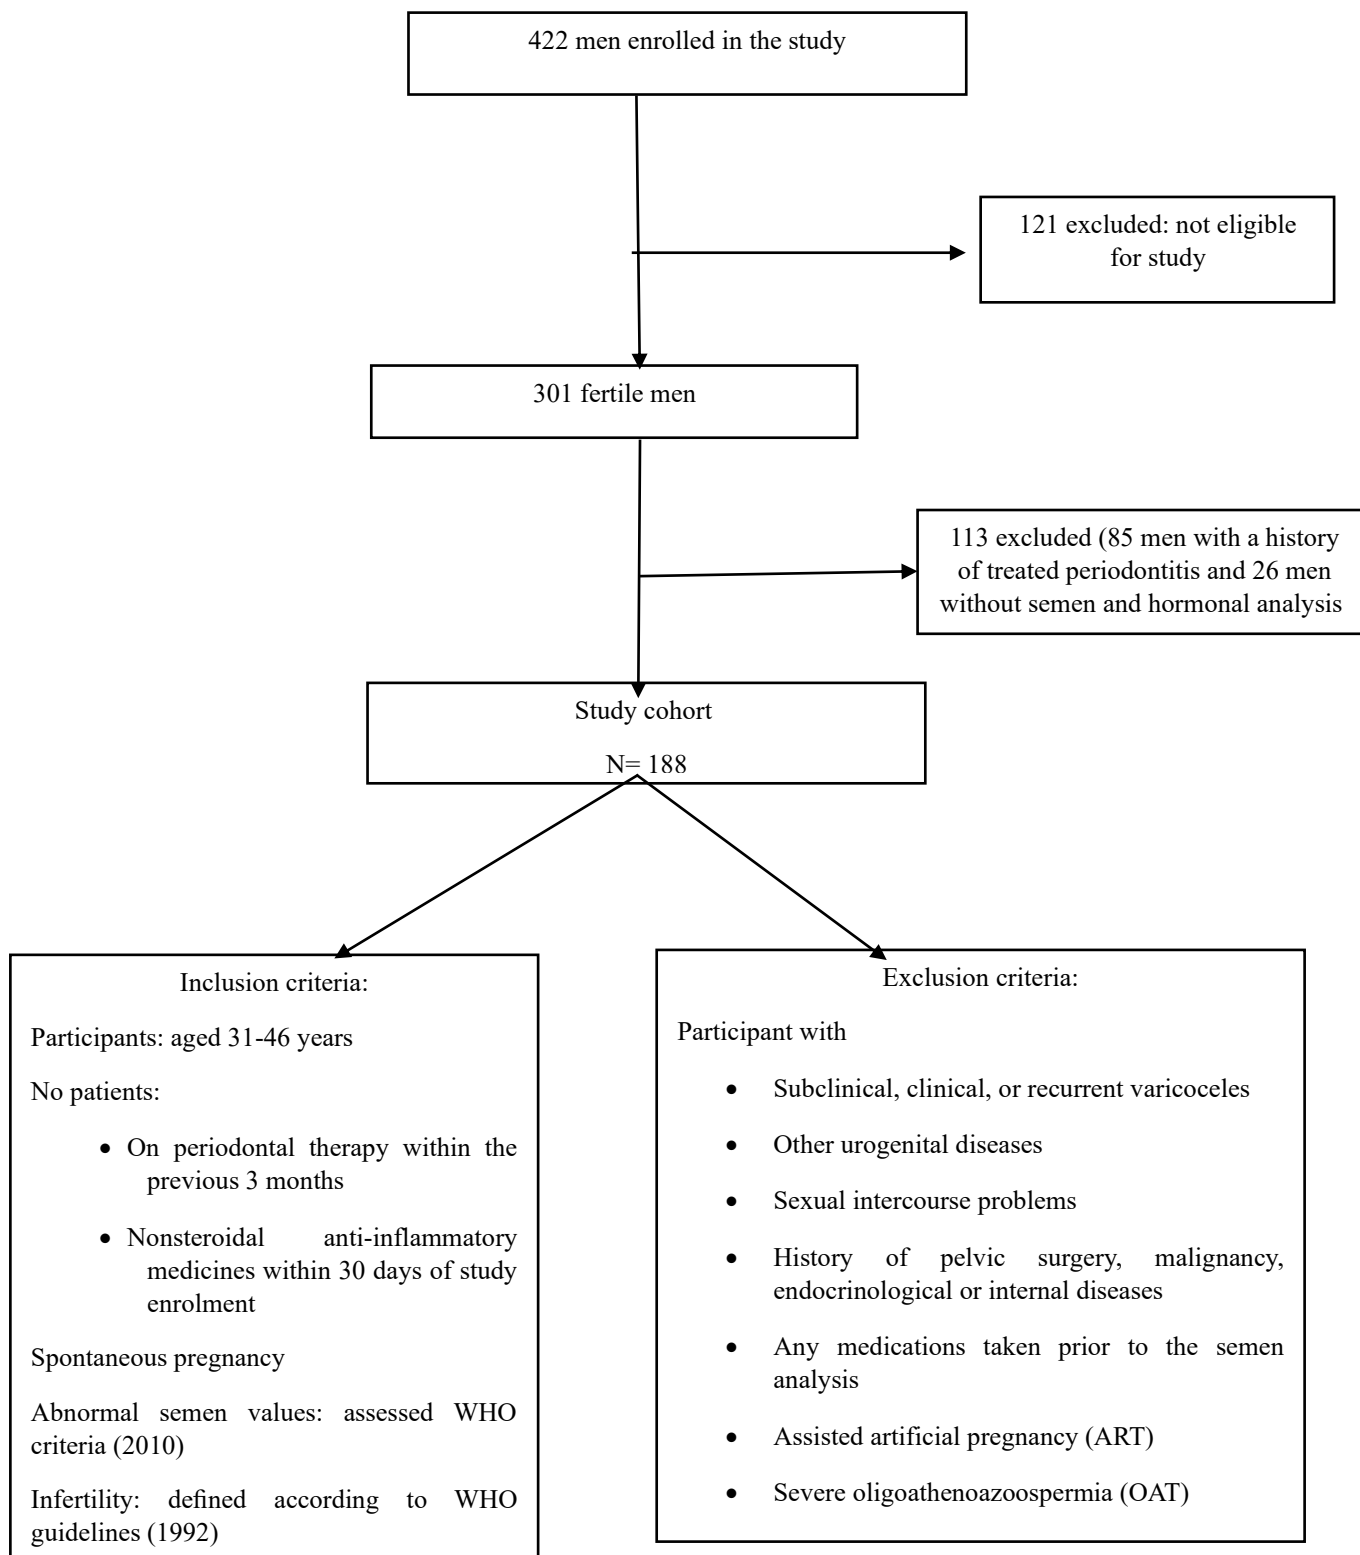 422 men enrolled in the study
121 excluded: not eligible
for study
301 fertile men
113 excluded (85 men with a history
of treated periodontitis and 26 men
without semen and hormonal analysis
Study cohort
N= 188
Inclusion criteria:
Participants: aged 31-46 years
No patients:
• On periodontal therapy within the
previous 3 months
• Nonsteroidal anti-inflammatory
medicines within 30 days of study
enrolment
Spontaneous pregnancy
Abnormal semen values: assessed WHO
criteria (2010)
Infertility: defined according to WHO
guidelines (1992)
Exclusion criteria:
Participant with
• Subclinical, clinical, or recurrent varicoceles
• Other urogenital diseases
• Sexual intercourse problems
• History of pelvic surgery, malignancy,
endocrinological or internal diseases
• Any medications taken prior to the semen
analysis
• Assisted artificial pregnancy (ART)
• Severe oligoathenoazoospermia (OAT)